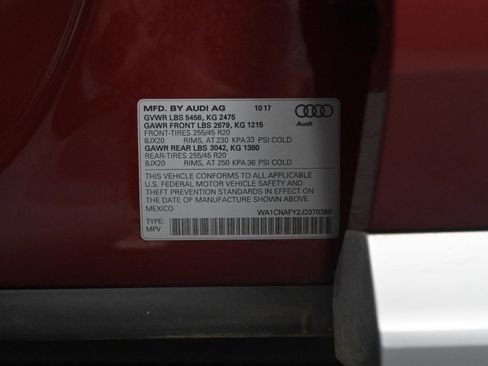 MFD. BY AUDI AG 10 17
GVWR LBS 5456, KG 2475
GAWR FRONT LBS 2679, KG 1215
FRONT-TIRES 255/45 R20
8JX20 RIMS, AT 230 KPA 33 PSI COLD
GAWR REAR LBS 3042, KG 1380
REAR-TIRES 255/45 R20
8JX20 RIMS, AT 250 KPA 36 PSI COLD
Audi
THIS VEHICLE CONFORMS TO ALL APPLICABLE
U.S. FEDERAL MOTOR VEHICLE SAFETY AND
THEFT PREVENTION STANDARDS IN EFFECT ON
THE DATE OF MANUFACTURE SHOWN ABOVE.
MEXICO
WA1CNAFY2J2070386
TYPE:
MPV